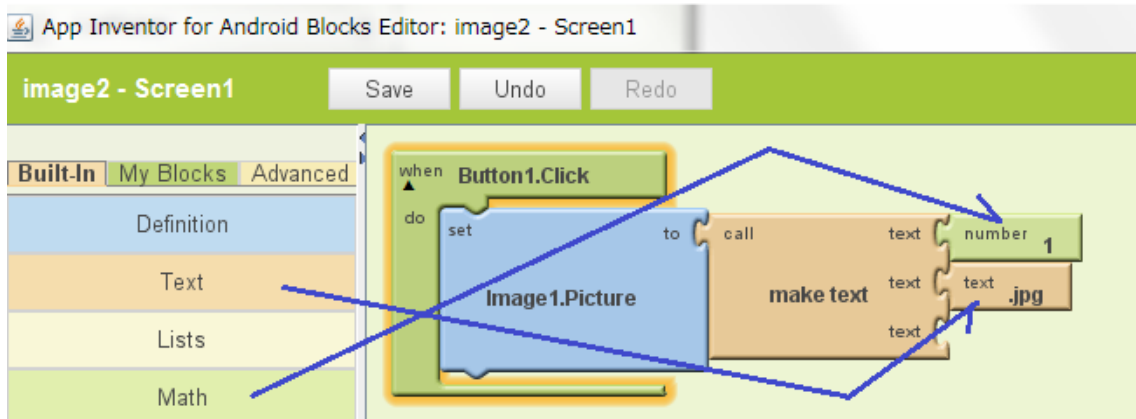 App Inventor for Android Blocks Editor: image2 - Screen1
image2 - Screen1 Save Undo Redo
Built-In My Blocks Advanced
Definition
Text
Lists
Math
when Button1.Click
do
set to
Image1.Picture
call text
make text text
text
number 1
text .jpg